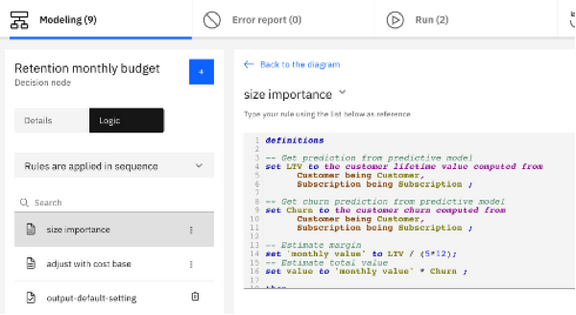 Modeling (9)
Error report (0)
Run (2)
Retention monthly budget
Decision node
+
Details
Logic
Rules are applied in sequence
Search
size importance
adjust with cost base
output-default-setting
← Back to the diagram
size importance
Type your rule using the list below as reference
1 definitions
2
3 -- Get prediction from predictive model
4 set LTV to the customer lifetime value computed from
5 Customer being Customer,
6 Subscription being Subscription ;
7
8 -- Get churn prediction from predictive model
9 set Churn to the customer churn computed from
10 Customer being Customer,
11 Subscription being Subscription ;
12
13 -- Estimate margin
14 set 'monthly value' to LTV / (5*12);
15 -- Estimate total value
16 set value to 'monthly value' * Churn ;
17